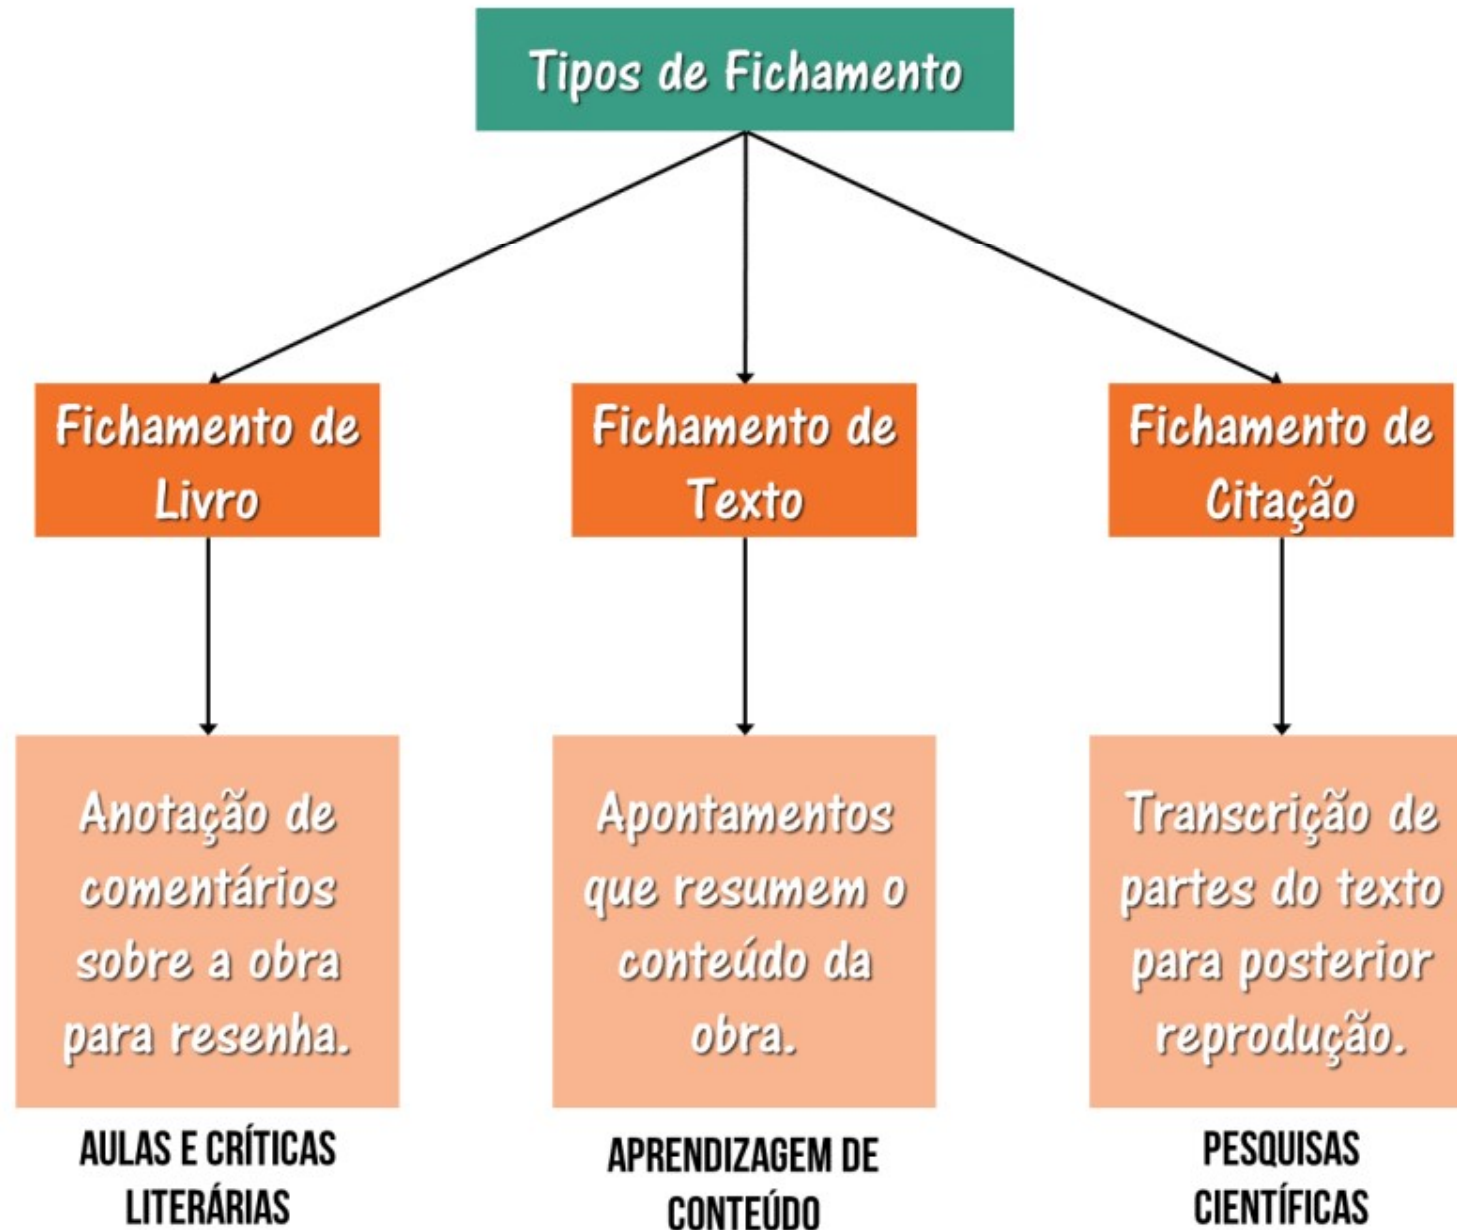 Tipos de Fichamento
Fichamento de
Livro
Fichamento de
Texto
Fichamento de
Citação
Anotação de
comentários
sobre a obra
para resenha.
Apontamentos
que resumem o
conteúdo da
obra.
Transcrição de
partes do texto
para posterior
reprodução.
AULAS E CRÍTICAS
LITERÁRIAS
APRENDIZAGEM DE
CONTEÚDO
PESQUISAS
CIENTÍFICAS